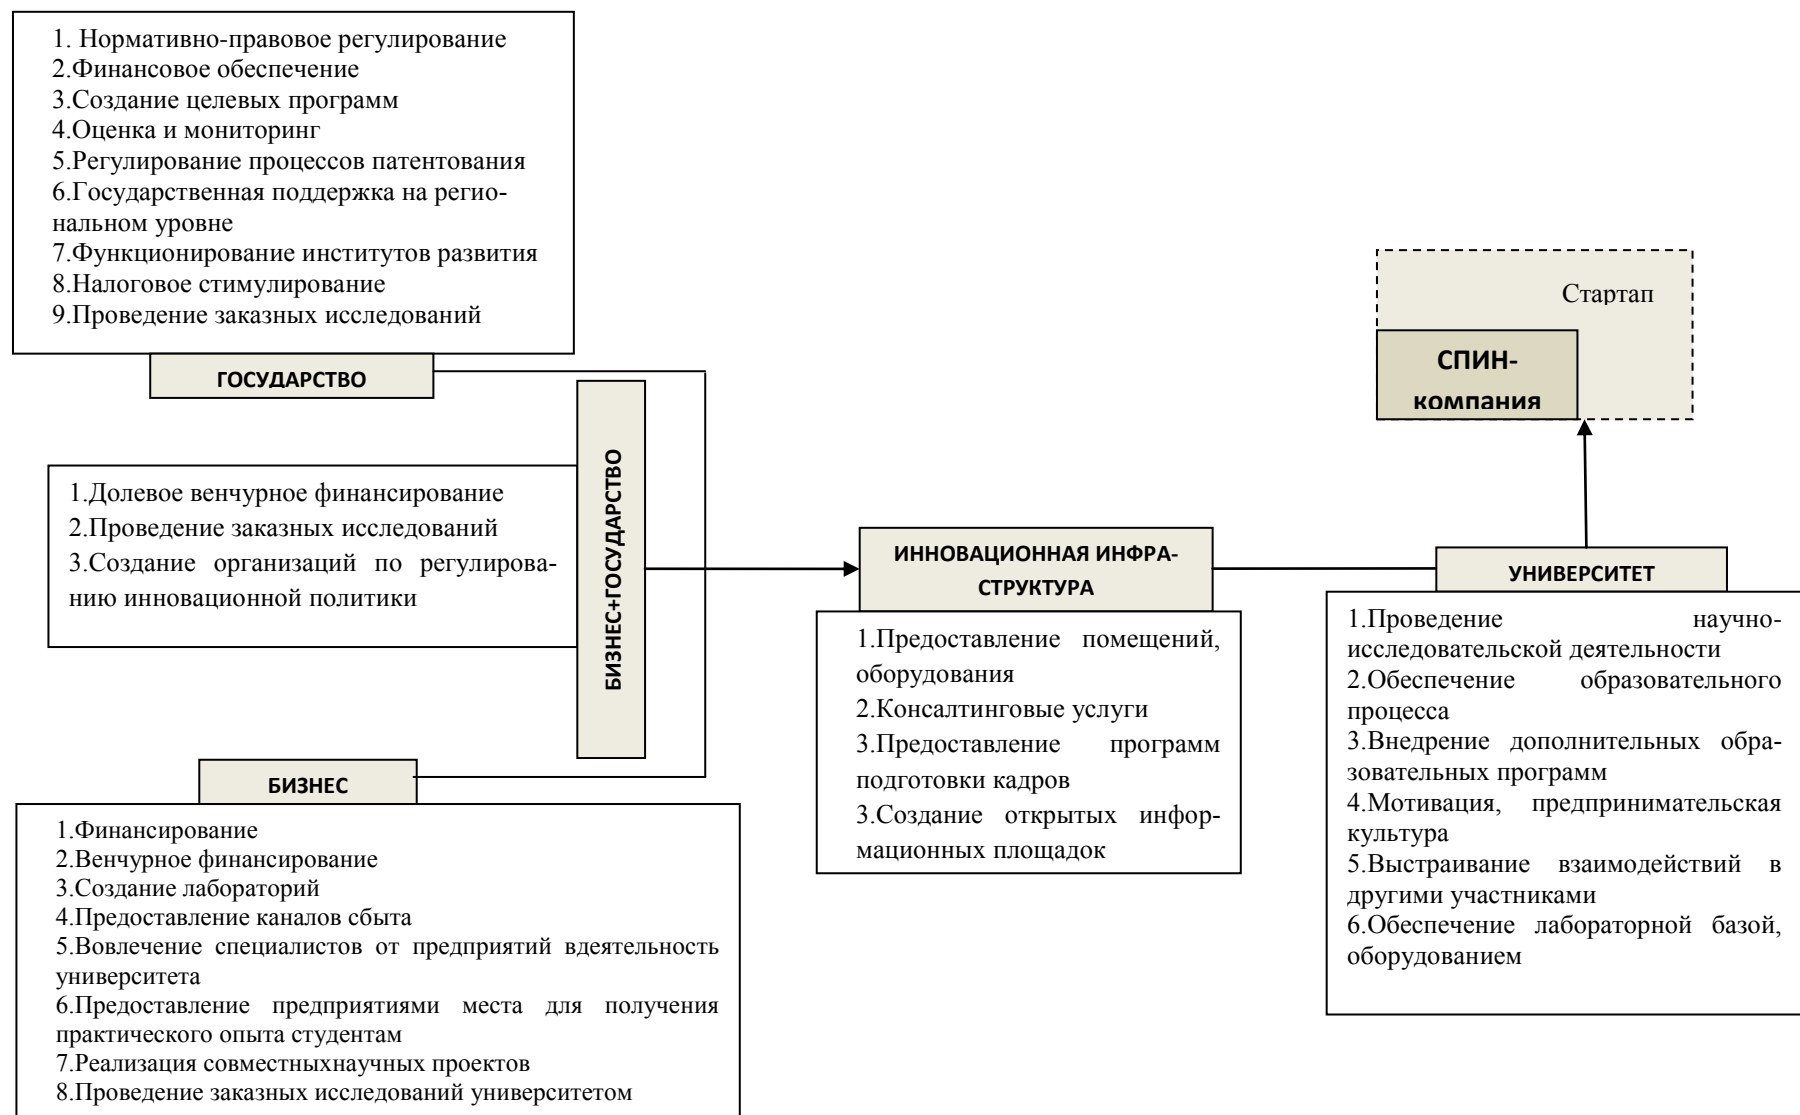 1. Нормативно-правовое регулирование
2.Финансовое обеспечение
3.Создание целевых программ
4.Оценка и мониторинг
5.Регулирование процессов патентования
6.Государственная поддержка на регио-
нальном уровне
7.Функционирование институтов развития
8.Налоговое стимулирование
9.Проведение заказных исследований
ГОСУДАРСТВО
1.Долевое венчурное финансирование
2.Проведение заказных исследований
3.Создание организаций по регулирова-
нию инновационной политики
БИЗНЕС+ГОСУДАРСТВО
БИЗНЕС
1.Финансирование
2.Венчурное финансирование
3.Создание лабораторий
4.Предоставление каналов сбыта
5.Вовлечение специалистов от предприятий вдеятельность
университета
6.Предоставление предприятиями места для получения
практического опыта студентам
7.Реализация совместныхнаучных проектов
8.Проведение заказных исследований университетом
ИННОВАЦИОННАЯ ИНФРА-
СТРУКТУРА
1.Предоставление помещений,
оборудования
2.Консалтинговые услуги
3.Предоставление программ
подготовки кадров
3.Создание открытых инфор-
мационных площадок
Стартап
СПИН-
компания
УНИВЕРСИТЕТ
1.Проведение научно-
исследовательской деятельности
2.Обеспечение образовательного
процесса
3.Внедрение дополнительных обра-
зовательных программ
4.Мотивация, предпринимательская
культура
5.Выстраивание взаимодействий в
другими участниками
6.Обеспечение лабораторной базой,
оборудованием